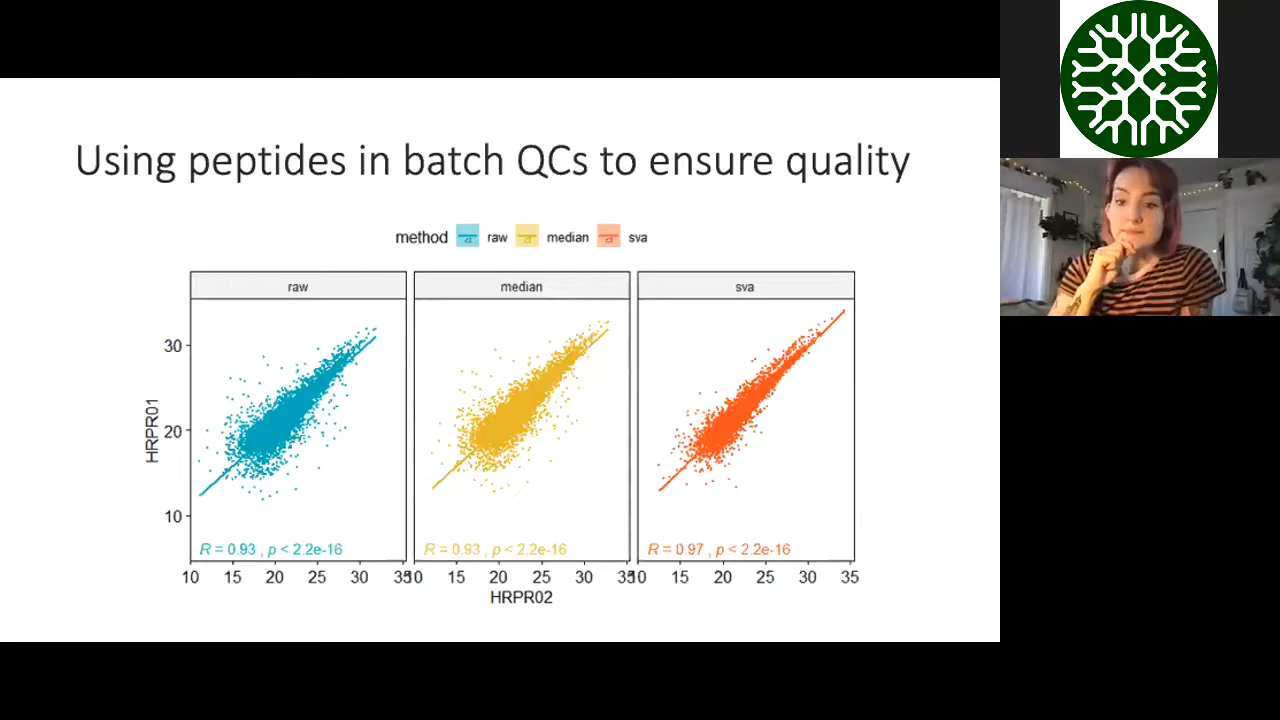 Using peptides in batch QCs to ensure quality
method a raw a median a sva
raw median sva
30
20
10
HRPR01
R = 0.93 , p < 2.2e-16 R = 0.93 , p < 2.2e-16 R = 0.97 , p < 2.2e-16
10 15 20 25 30 35 10 15 20 25 30 35 10 15 20 25 30 35
HRPR02